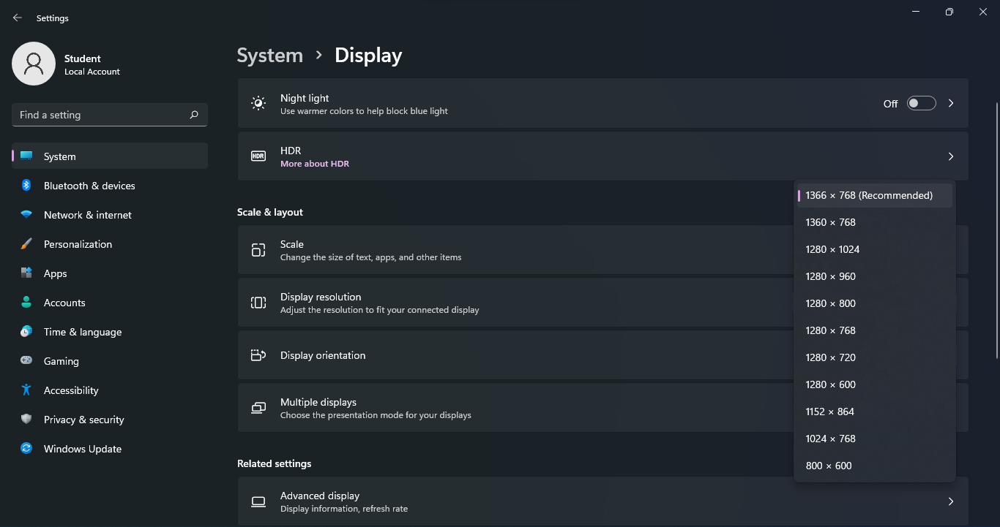 Settings
Student
Local Account
Find a setting
System
Bluetooth & devices
Network & internet
Personalization
Apps
Accounts
Time & language
Gaming
Accessibility
Privacy & security
Windows Update
System > Display
Night light
Use warmer colors to help block blue light
Off
HDR
HDR
More about HDR
Scale & layout
Scale
Change the size of text, apps, and other items
Display resolution
Adjust the resolution to fit your connected display
Display orientation
Multiple displays
Choose the presentation mode for your displays
Related settings
Advanced display
Display information, refresh rate
1366 × 768 (Recommended)
1360 × 768
1280 × 1024
1280 × 960
1280 × 800
1280 × 768
1280 × 720
1280 × 600
1152 × 864
1024 × 768
800 × 600